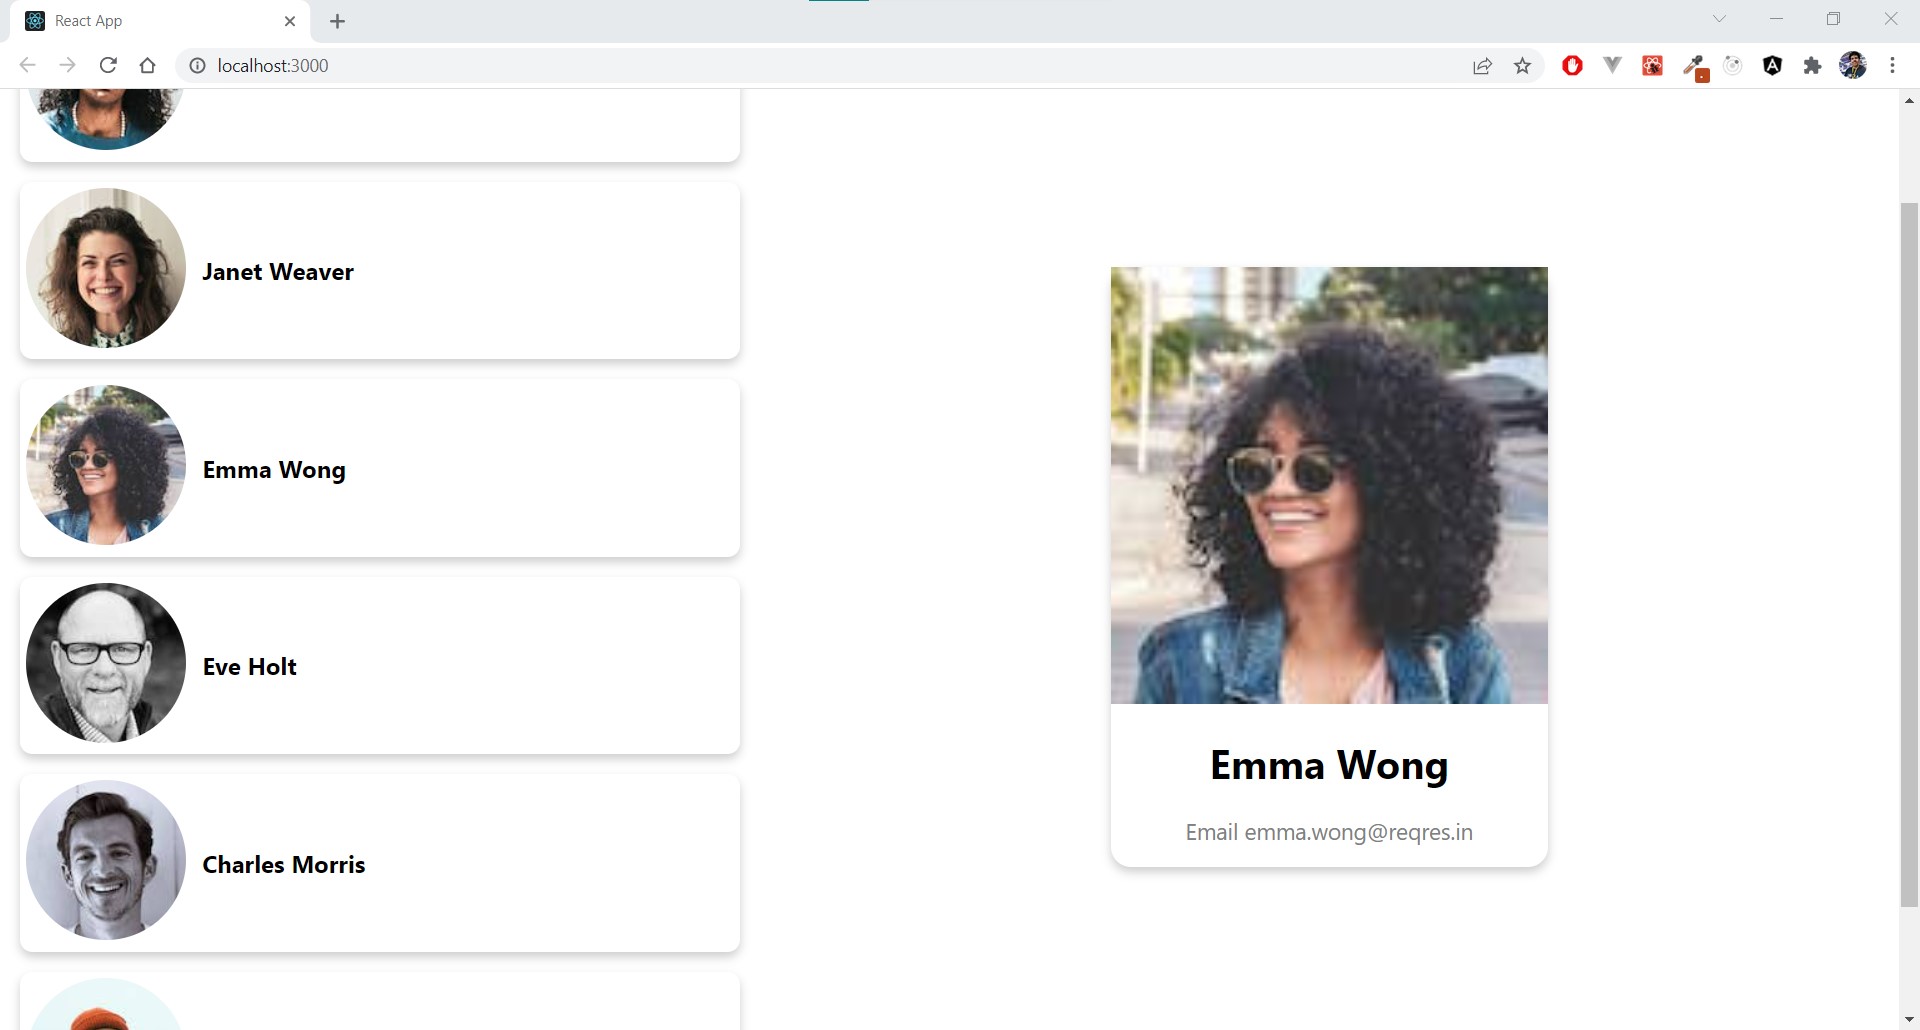 React App
localhost:3000
Janet Weaver
Emma Wong
Eve Holt
Charles Morris
Emma Wong
Email emma.wong@reqres.in